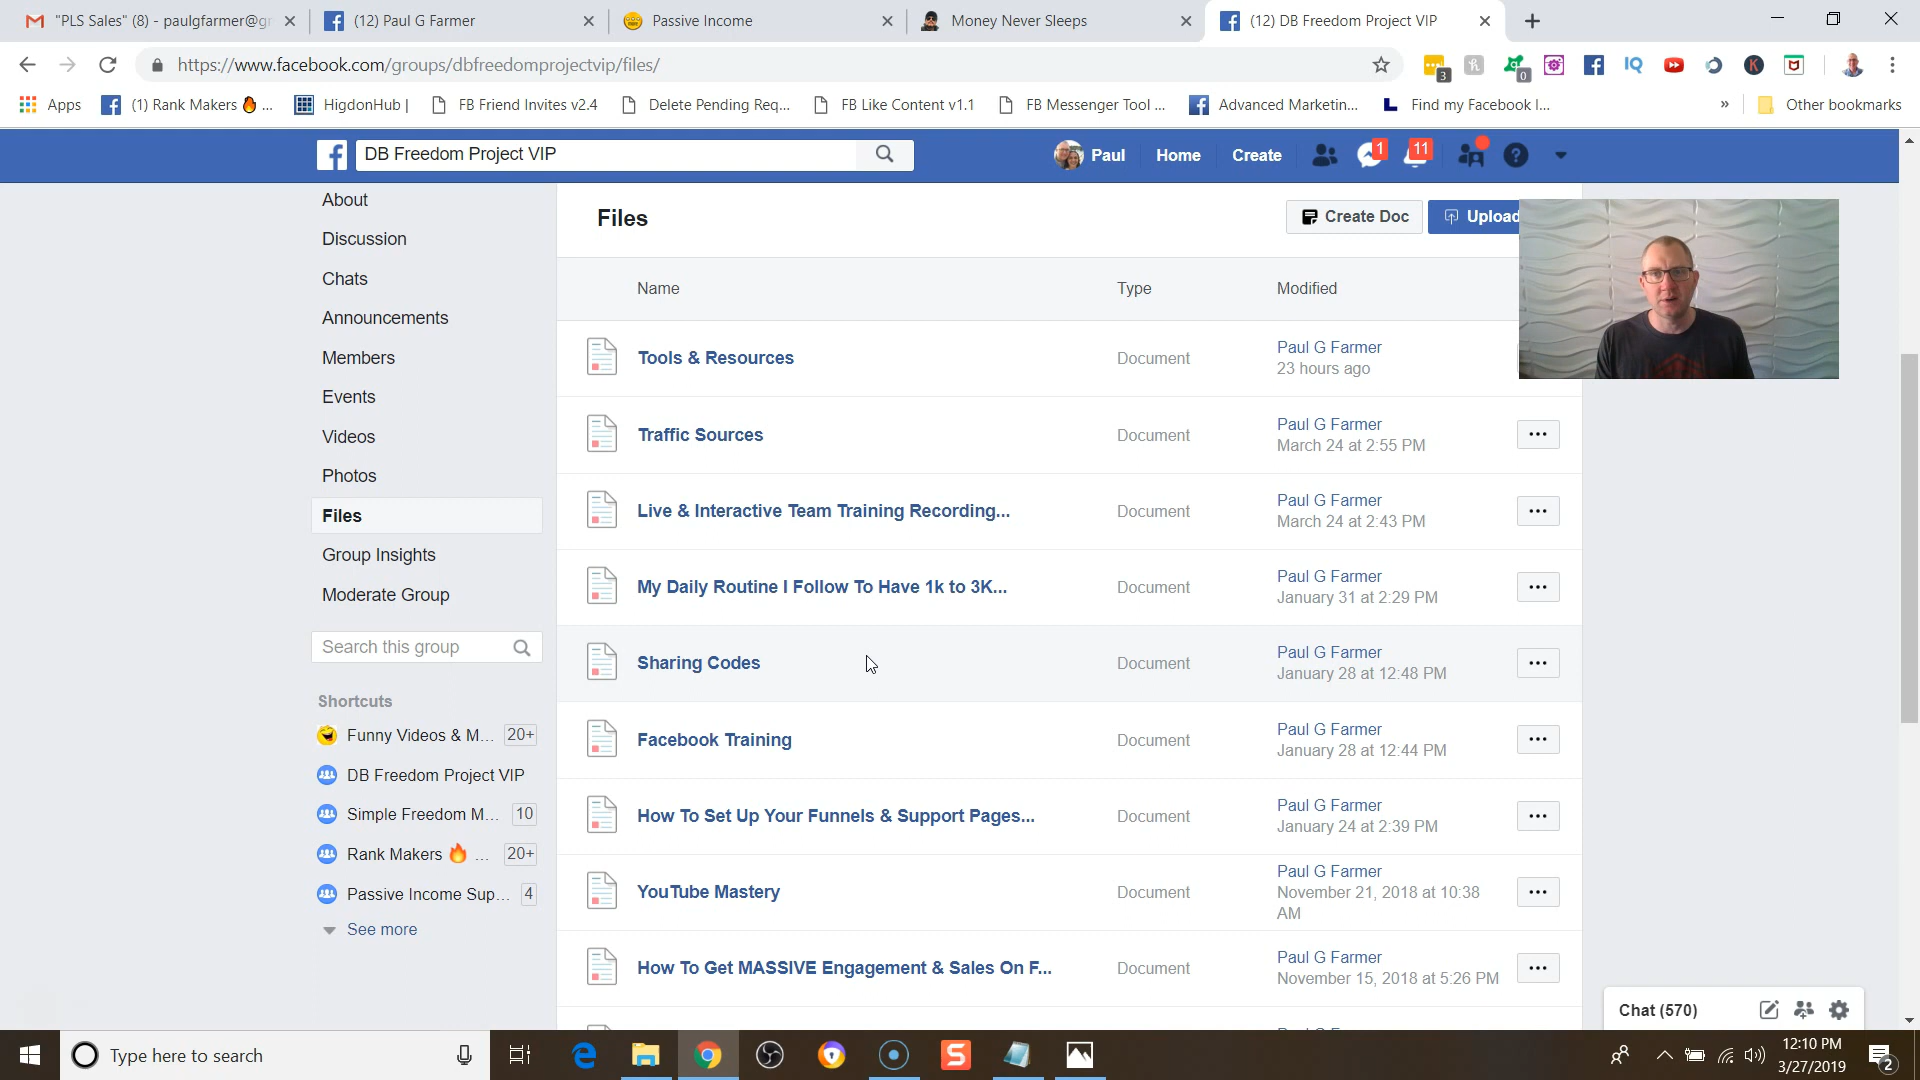 "PLS Sales" (8) - paulgfarmer@gr
(12) Paul G Farmer
Passive Income
Money Never Sleeps
(12) DB Freedom Project VIP
https://www.facebook.com/groups/dbfreedomprojectvip/files/
3
0
IQ
K
Apps
(1) Rank Makers🔥...
HigdonHub |
FB Friend Invites v2.4
Delete Pending Req...
FB Like Content v1.1
FB Messenger Tool ...
Advanced Marketin...
Find my Facebook I...
»
Other bookmarks
DB Freedom Project VIP
Paul
Home
Create
1
11
About
Discussion
Chats
Announcements
Members
Events
Videos
Photos
Files
Group Insights
Moderate Group
Search this group
Shortcuts
Funny Videos & M... 20+
DB Freedom Project VIP
Simple Freedom M... 10
Rank Makers 🔥 ... 20+
Passive Income Sup... 4
See more
Files
Create Doc
Upload
Name Type Modified
Tools & Resources Document Paul G Farmer
23 hours ago
Traffic Sources Document Paul G Farmer
March 24 at 2:55 PM
Live & Interactive Team Training Recording... Document Paul G Farmer
March 24 at 2:43 PM
My Daily Routine I Follow To Have 1k to 3K... Document Paul G Farmer
January 31 at 2:29 PM
Sharing Codes Document Paul G Farmer
January 28 at 12:48 PM
Facebook Training Document Paul G Farmer
January 28 at 12:44 PM
How To Set Up Your Funnels & Support Pages... Document Paul G Farmer
January 24 at 2:39 PM
YouTube Mastery Document Paul G Farmer
November 21, 2018 at 10:38
AM
How To Get MASSIVE Engagement & Sales On F... Document Paul G Farmer
November 15, 2018 at 5:26 PM
Chat (570)
Type here to search
12:10 PM
3/27/2019
2